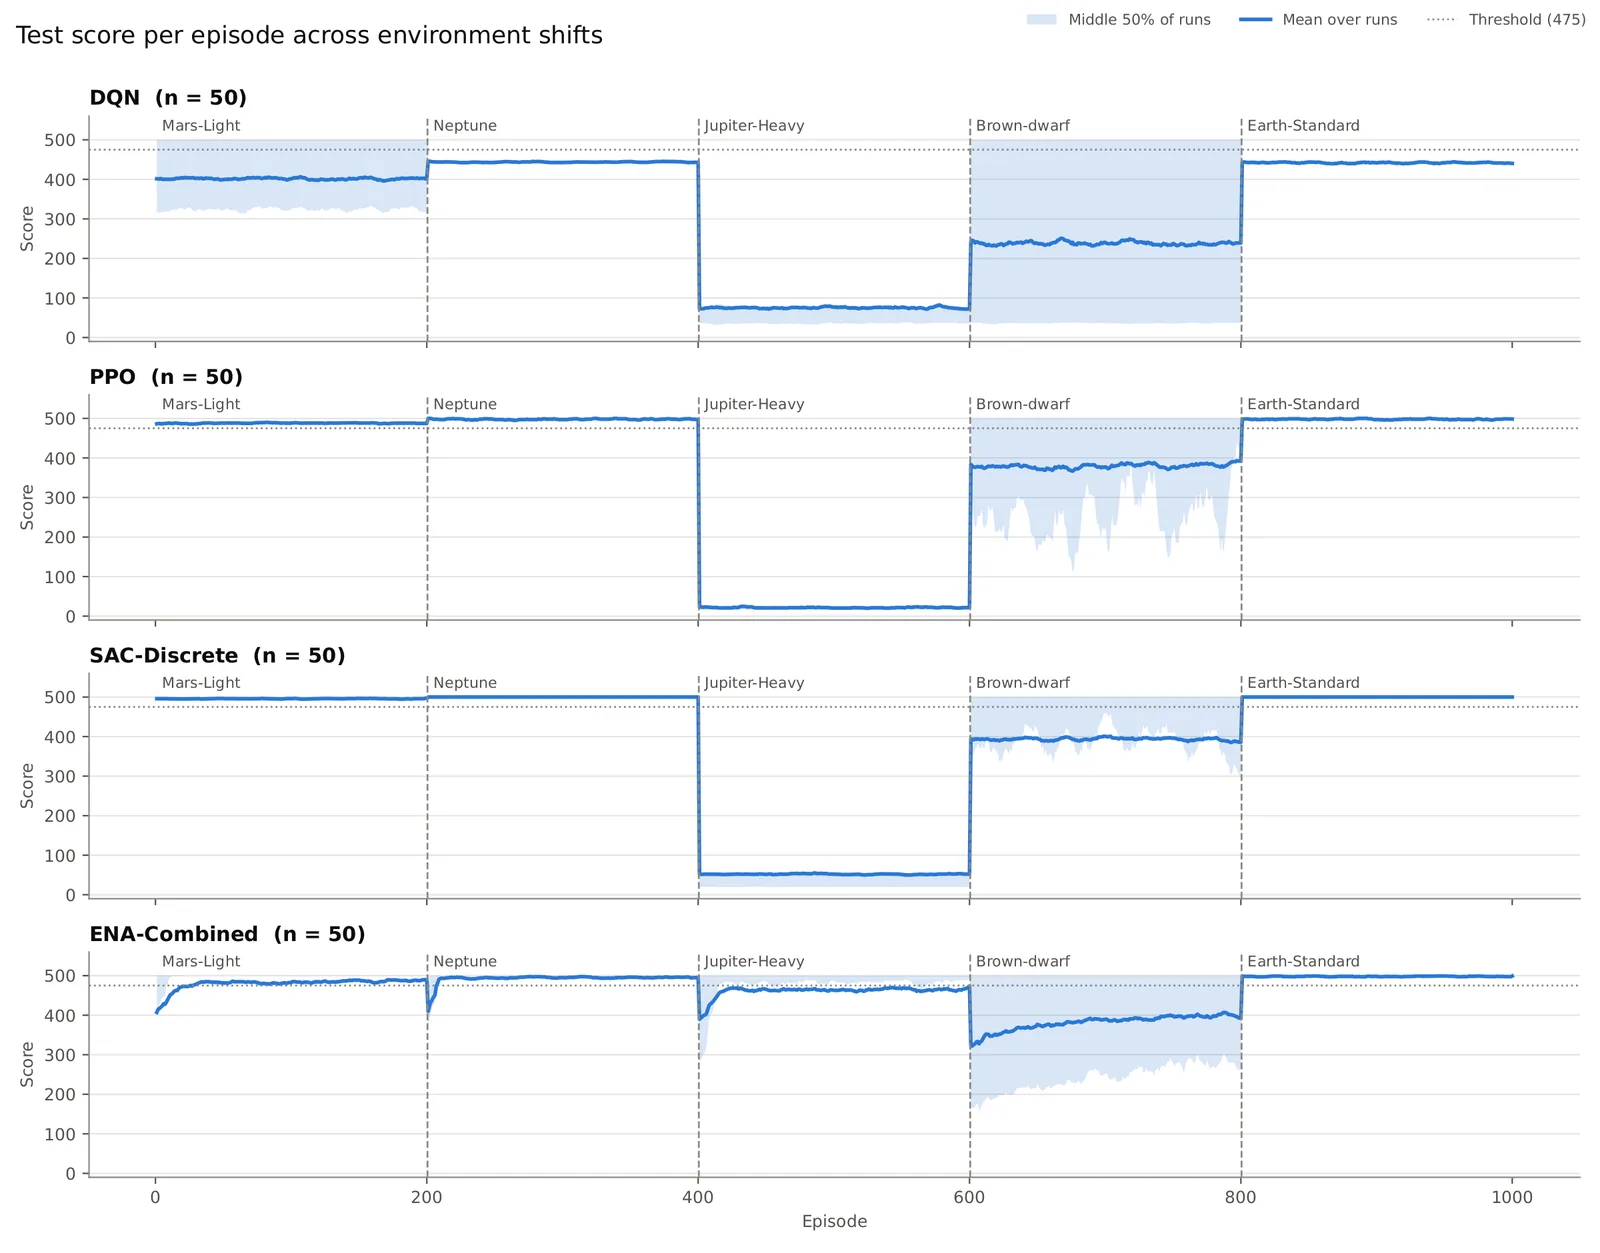 Test score per episode across environment shifts
Middle 50% of runs Mean over runs Threshold (475)
DQN (n = 50)
Mars-Light Neptune Jupiter-Heavy Brown-dwarf Earth-Standard
500
400
300
200
100
0
Score
PPO (n = 50)
Mars-Light Neptune Jupiter-Heavy Brown-dwarf Earth-Standard
500
400
300
200
100
0
Score
SAC-Discrete (n = 50)
Mars-Light Neptune Jupiter-Heavy Brown-dwarf Earth-Standard
500
400
300
200
100
0
Score
ENA-Combined (n = 50)
Mars-Light Neptune Jupiter-Heavy Brown-dwarf Earth-Standard
500
400
300
200
100
0
Score
0 200 400 600 800 1000
Episode